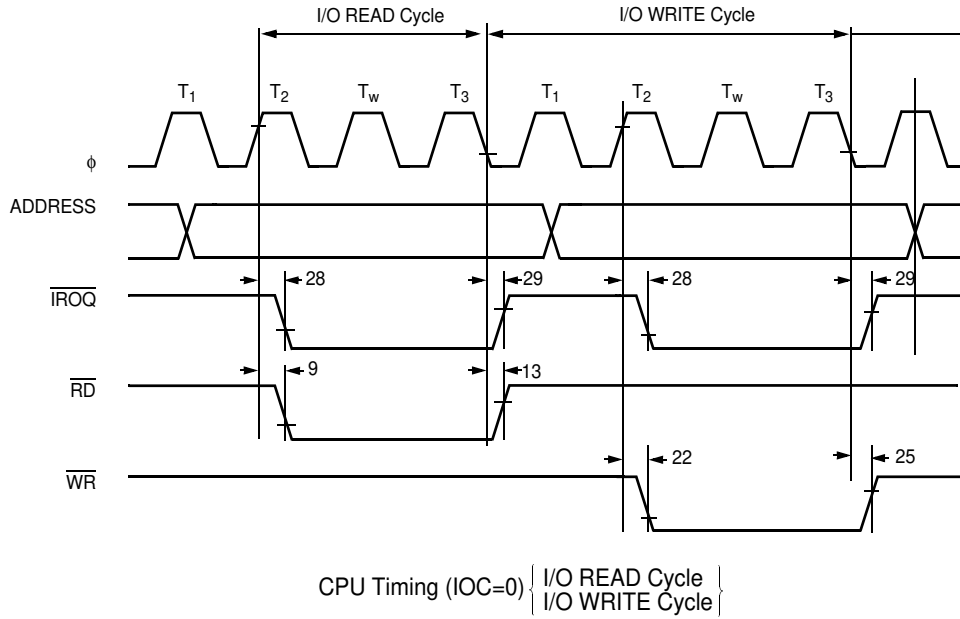 I/O READ Cycle I/O WRITE Cycle
T1 T2 Tw T3 T1 T2 Tw T3
ϕ
ADDRESS
28 29 28 29
IROQ
9 13
RD
22 25
WR
CPU Timing (IOC=0) { I/O READ Cycle
I/O WRITE Cycle }